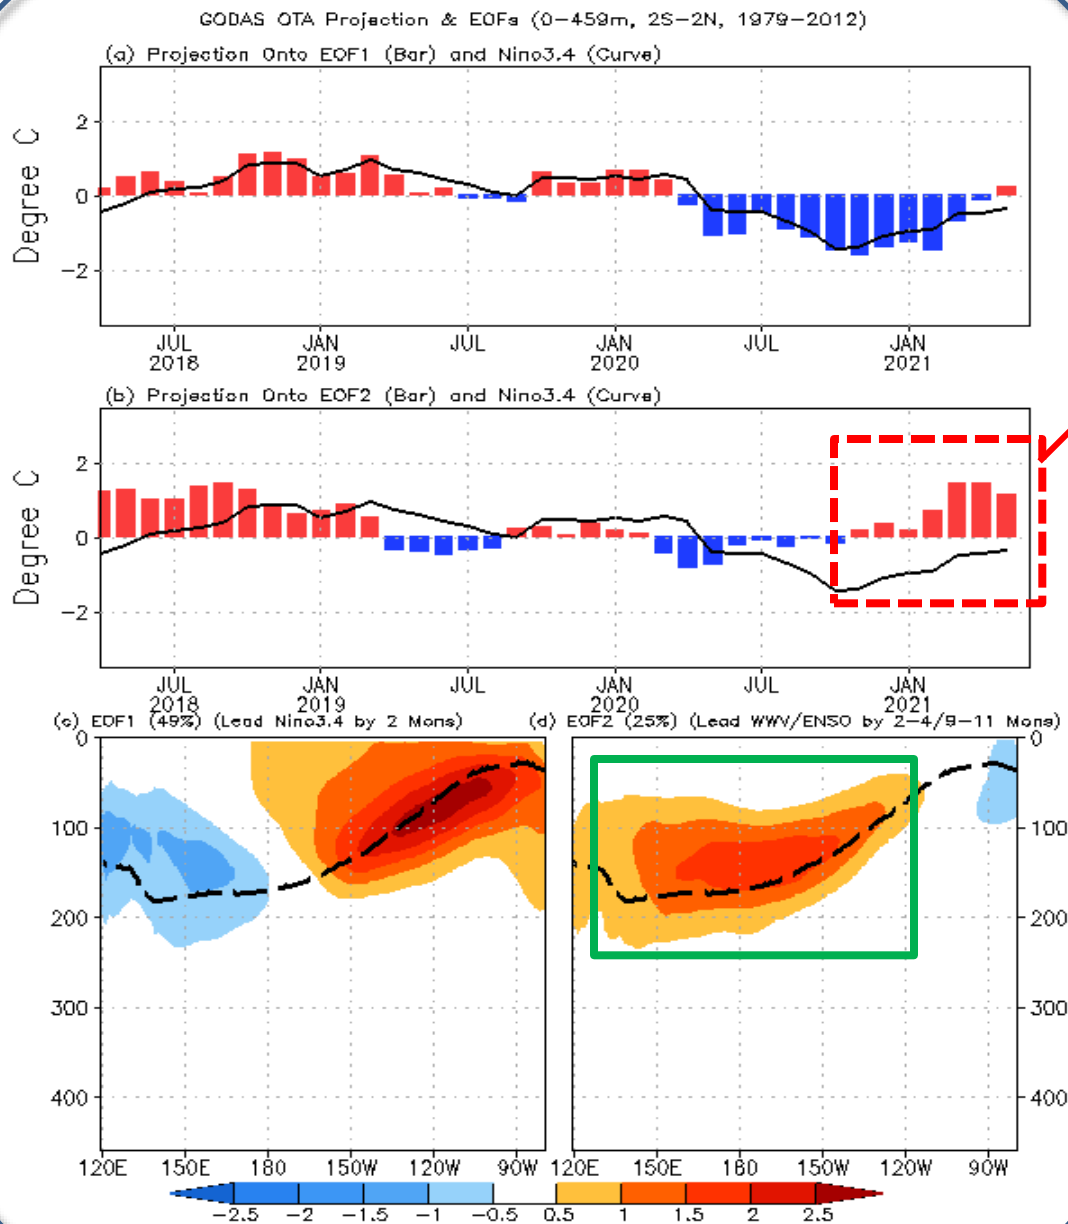 GODAS OTA Projection & EOFs (0-459m, 2S-2N, 1979-2012)
(a) Projection Onto EOF1 (Bar) and Nino3.4 (Curve)
Degree C
2
0
-2
JUL JAN JUL JAN JUL JAN
2018 2019 2020 2021
(b) Projection Onto EOF2 (Bar) and Nino3.4 (Curve)
Degree C
2
0
-2
JUL JAN JUL JAN JUL JAN
2018 2019 2020 2021
(c) EOF1 (49%) (Lead Nino3.4 by 2 Mons)
(d) EOF2 (25%) (Lead WWV/ENSO by 2-4/9-11 Mons)
0 0
100 100
200 200
300 300
400 400
120E 150E 180 150W 120W 90W 120E 150E 180 150W 120W 90W
-2.5 -2 -1.5 -1 -0.5 0.5 1 1.5 2 2.5